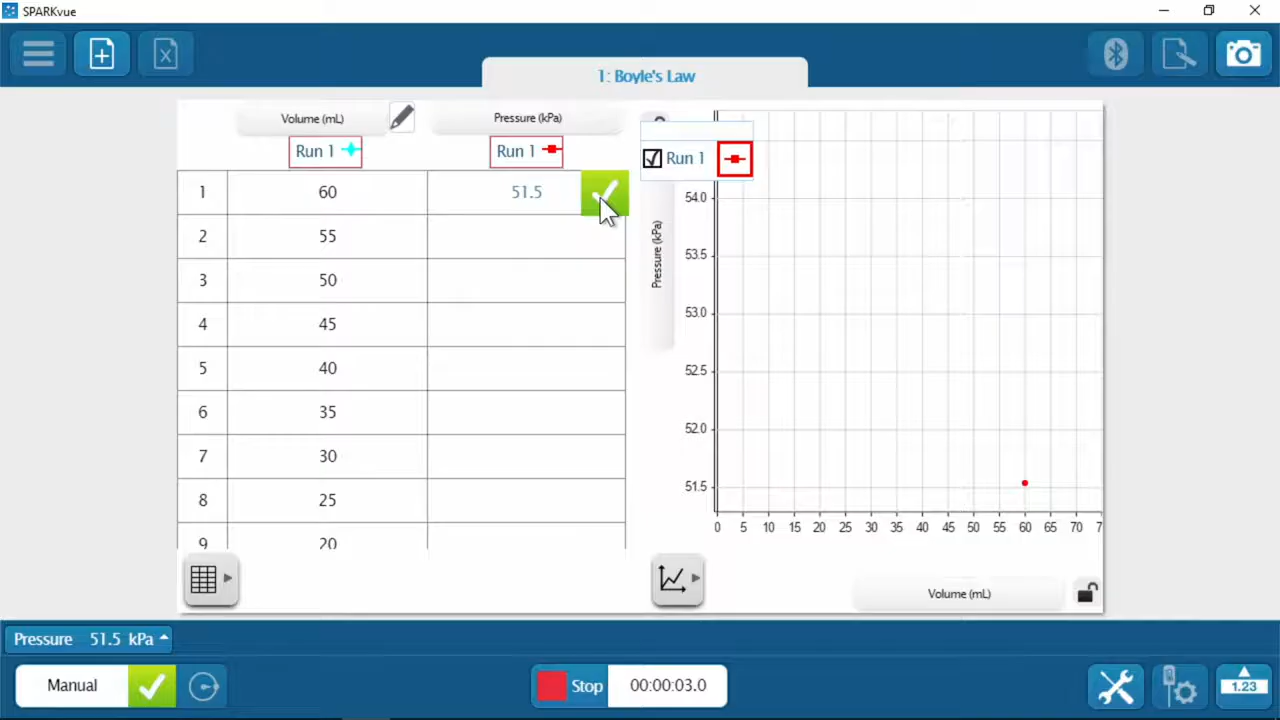 SPARKvue
1: Boyle's Law
Volume (mL)
Pressure (kPa)
Run 1
Run 1
1 60 51.5
2 55
3 50
4 45
5 40
6 35
7 30
8 25
9 20
Run 1
Pressure (kPa)
54.0
53.5
53.0
52.5
52.0
51.5
0 5 10 15 20 25 30 35 40 45 50 55 60 65 70
Volume (mL)
Pressure 51.5 kPa
Manual
Stop
00:00:03.0
1.23